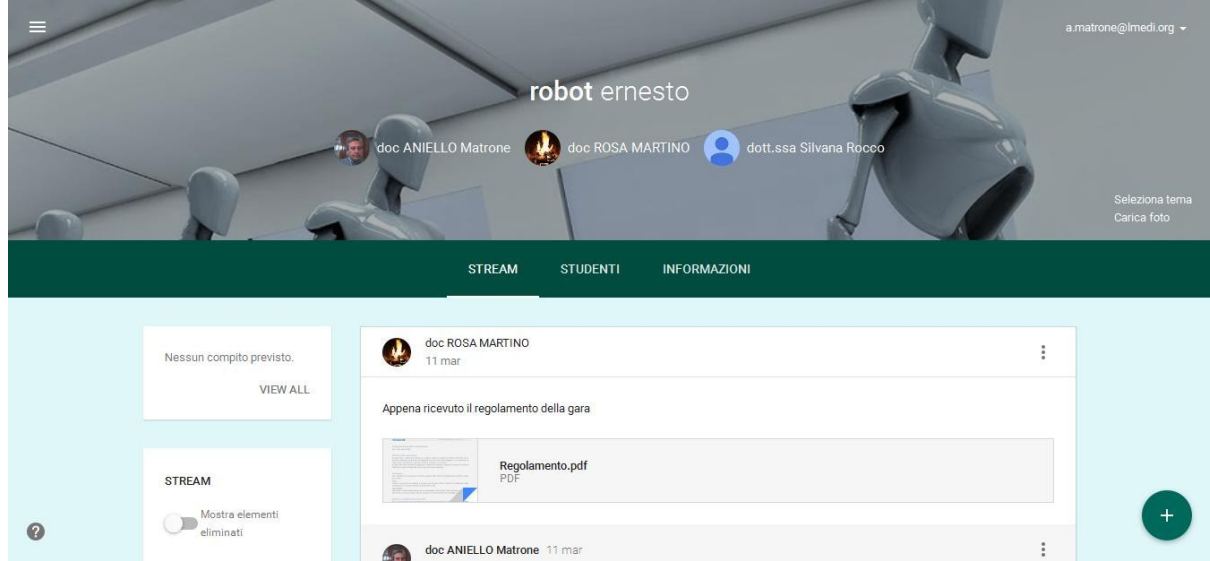 a.matrone@lmedi.org
robot ernesto
doc ANIELLO Matrone
doc ROSA MARTINO
dott.ssa Silvana Rocco
Seleziona tema
Carica foto
STREAM
STUDENTI
INFORMAZIONI
Nessun compito previsto.
VIEW ALL
STREAM
Mostra elementi
eliminati
doc ROSA MARTINO
11 mar
Appena ricevuto il regolamento della gara
Regolamento.pdf
PDF
doc ANIELLO Matrone 11 mar